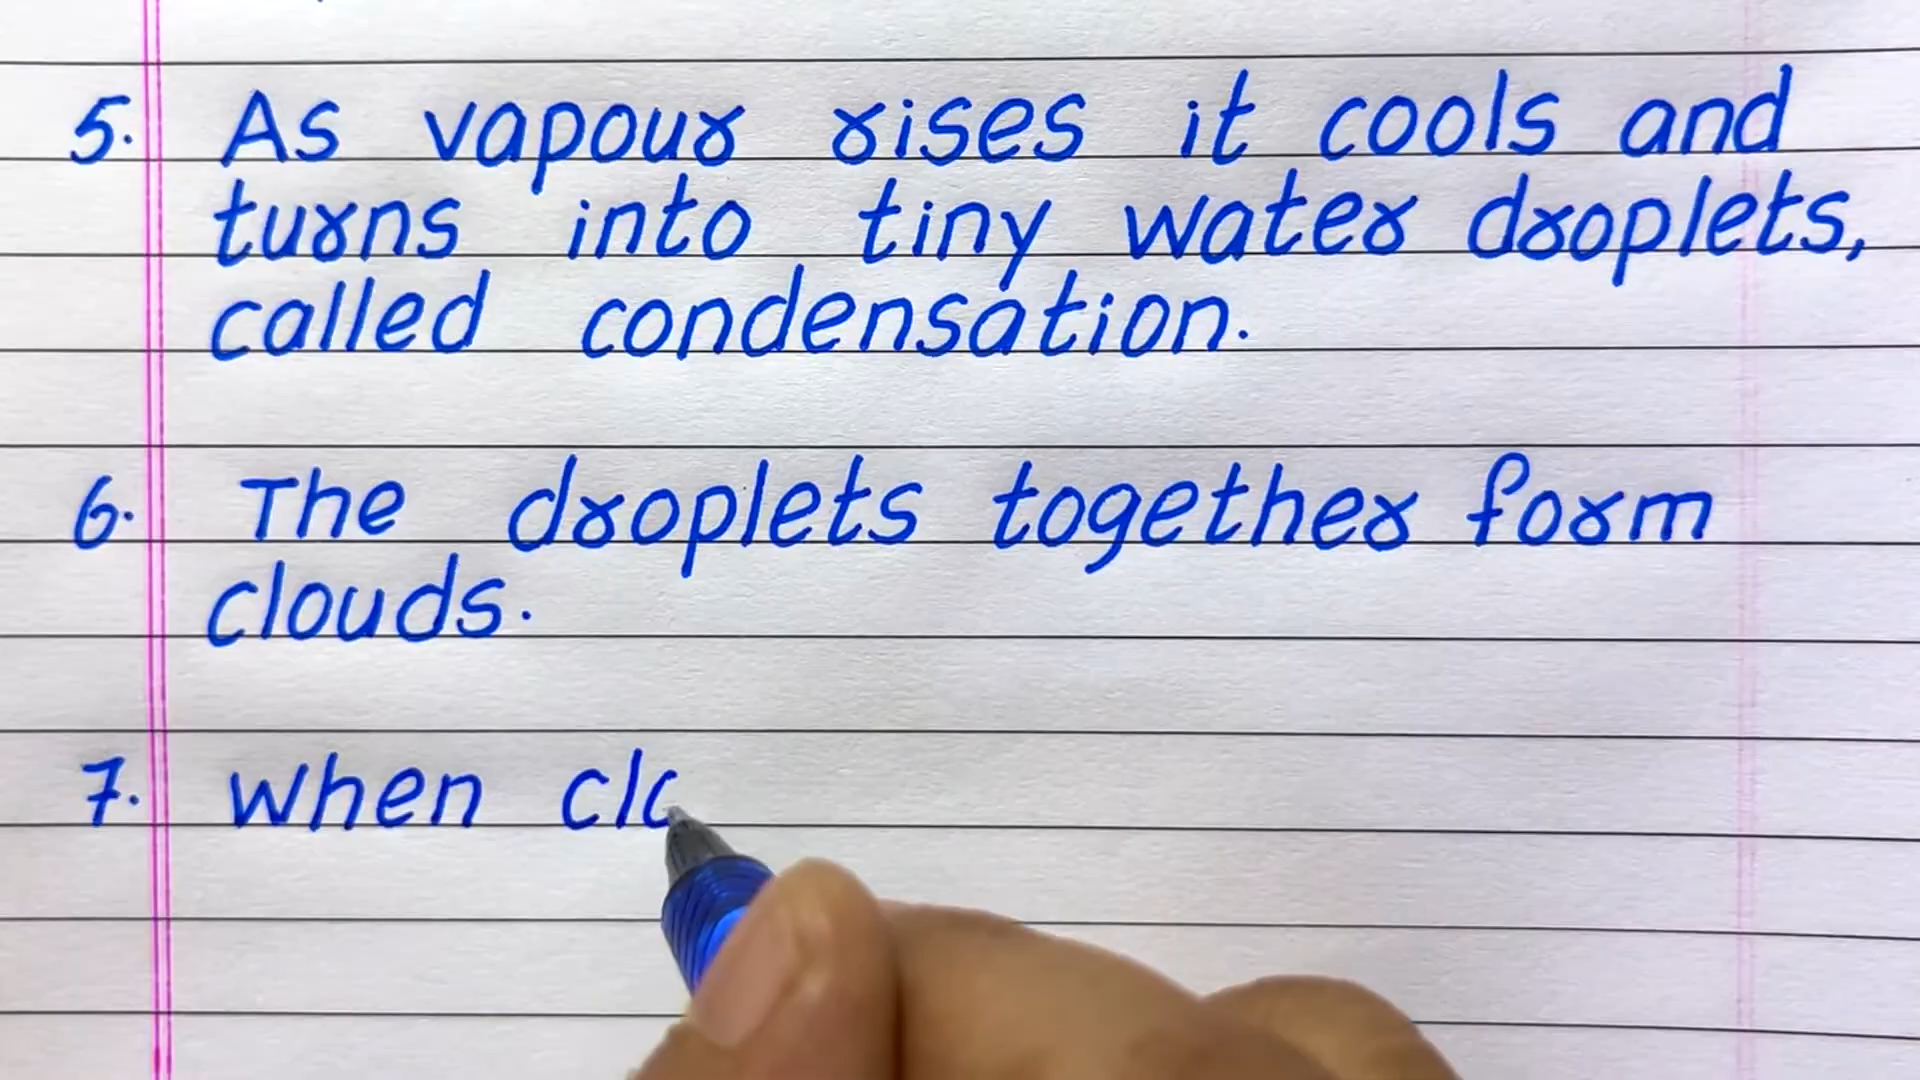 5. As vapour rises it cools and
turns into tiny water droplets,
called condensation.
6. The droplets together form
clouds.
7. When clo